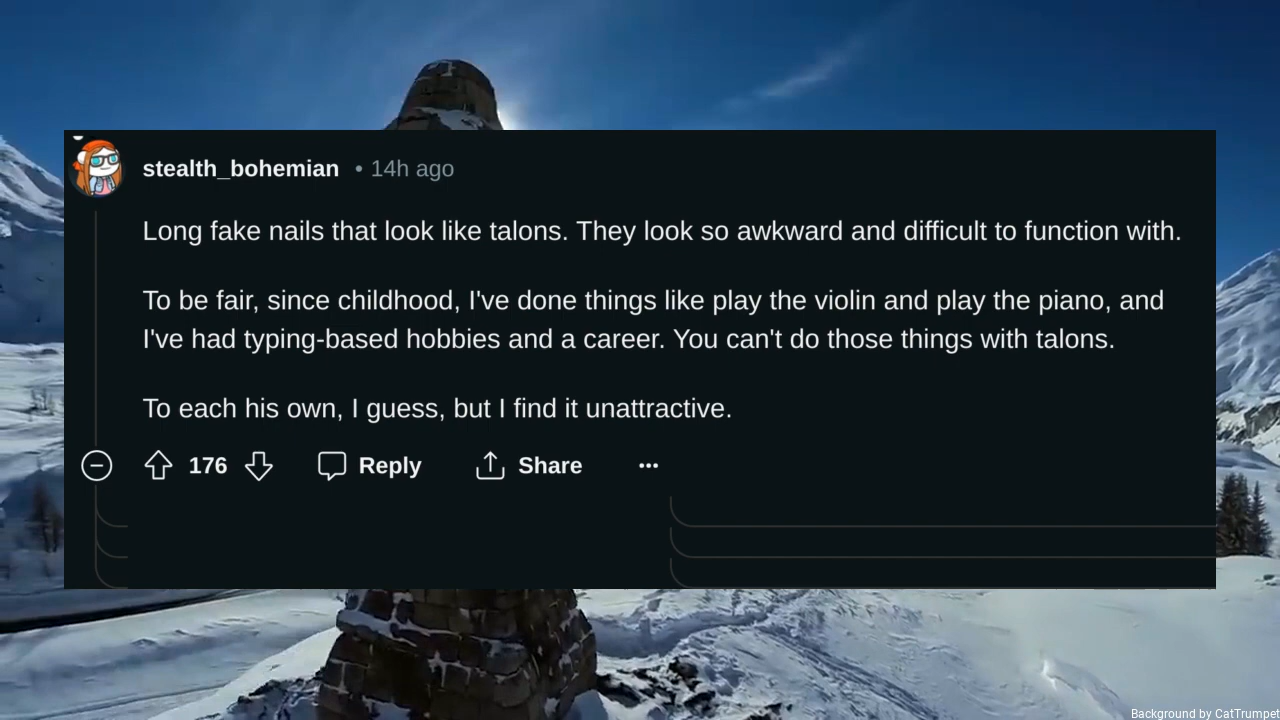 stealth_bohemian • 14h ago
Long fake nails that look like talons. They look so awkward and difficult to function with.
To be fair, since childhood, I've done things like play the violin and play the piano, and
I've had typing-based hobbies and a career. You can't do those things with talons.
To each his own, I guess, but I find it unattractive.
176 Reply Share ...
Background by CatTrumpet